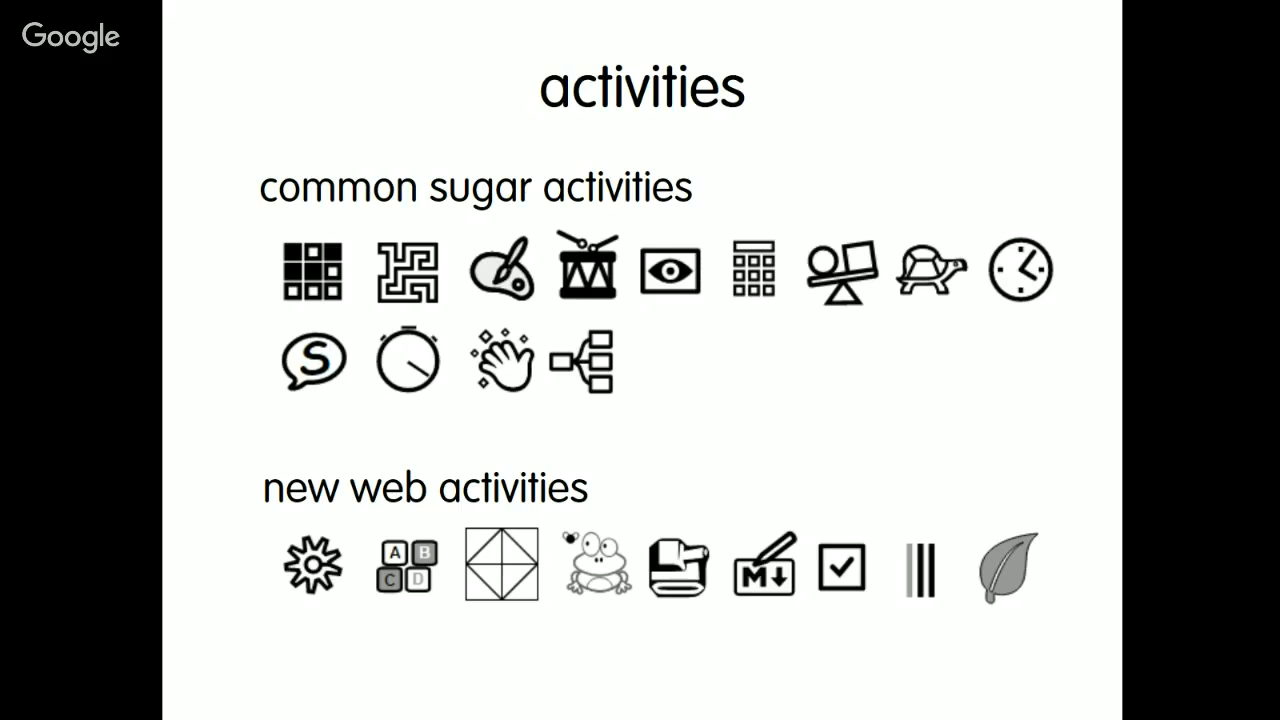 Google
activities
common sugar activities
S
new web activities
A B
C D
M